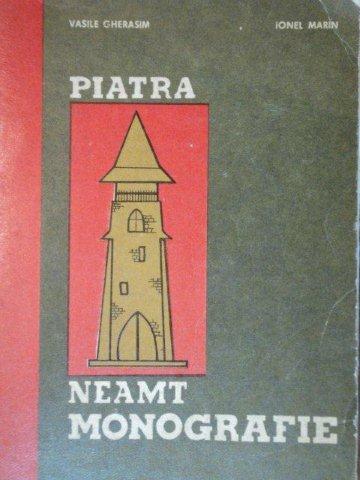 VASILE GHERASIM IONEL MARIN
PIATRA
NEAMT
MONOGRAFIE